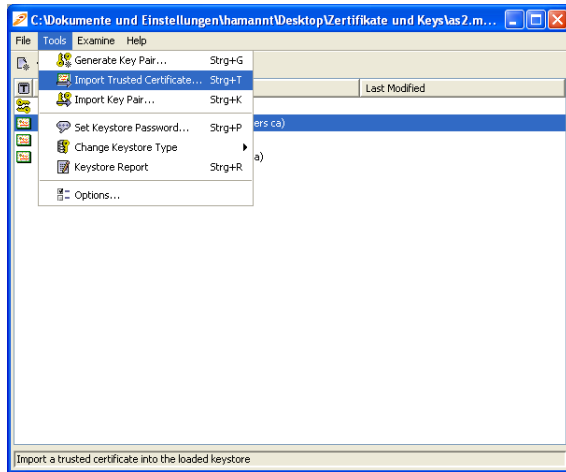 C:\Dokumente und Einstellungen\hamannt\Desktop\Zertifikate und Keys\as2.m...
File Tools Examine Help
Generate Key Pair... Strg+G
Import Trusted Certificate... Strg+T
Import Key Pair... Strg+K
Set Keystore Password... Strg+P
Change Keystore Type
Keystore Report Strg+R
Options...
T
Last Modified
ers ca)
a)
Import a trusted certificate into the loaded keystore